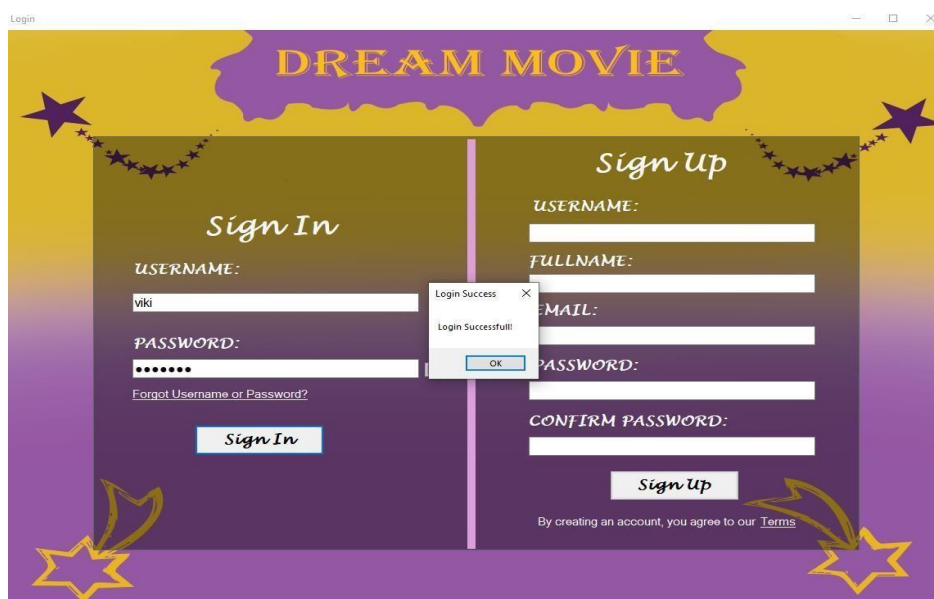 Login
DREAM MOVIE
Sign In
USERNAME:
viki
PASSWORD:
•••••••
Forgot Username or Password?
Sign In
Login Success
Login Successfull!
OK
Sign Up
USERNAME:
FULLNAME:
EMAIL:
PASSWORD:
CONFIRM PASSWORD:
Sign Up
By creating an account, you agree to our Terms